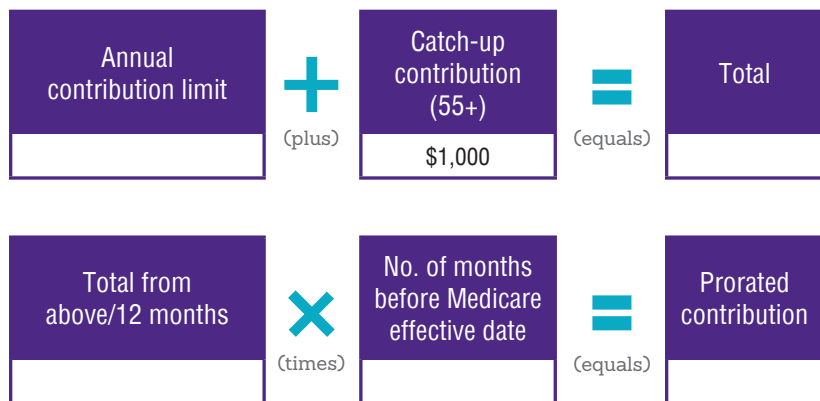 Annual
contribution limit
+
(plus)
Catch-up
contribution
(55+)
$1,000
=
(equals)
Total
Total from
above/12 months
×
(times)
No. of months
before Medicare
effective date
=
(equals)
Prorated
contribution